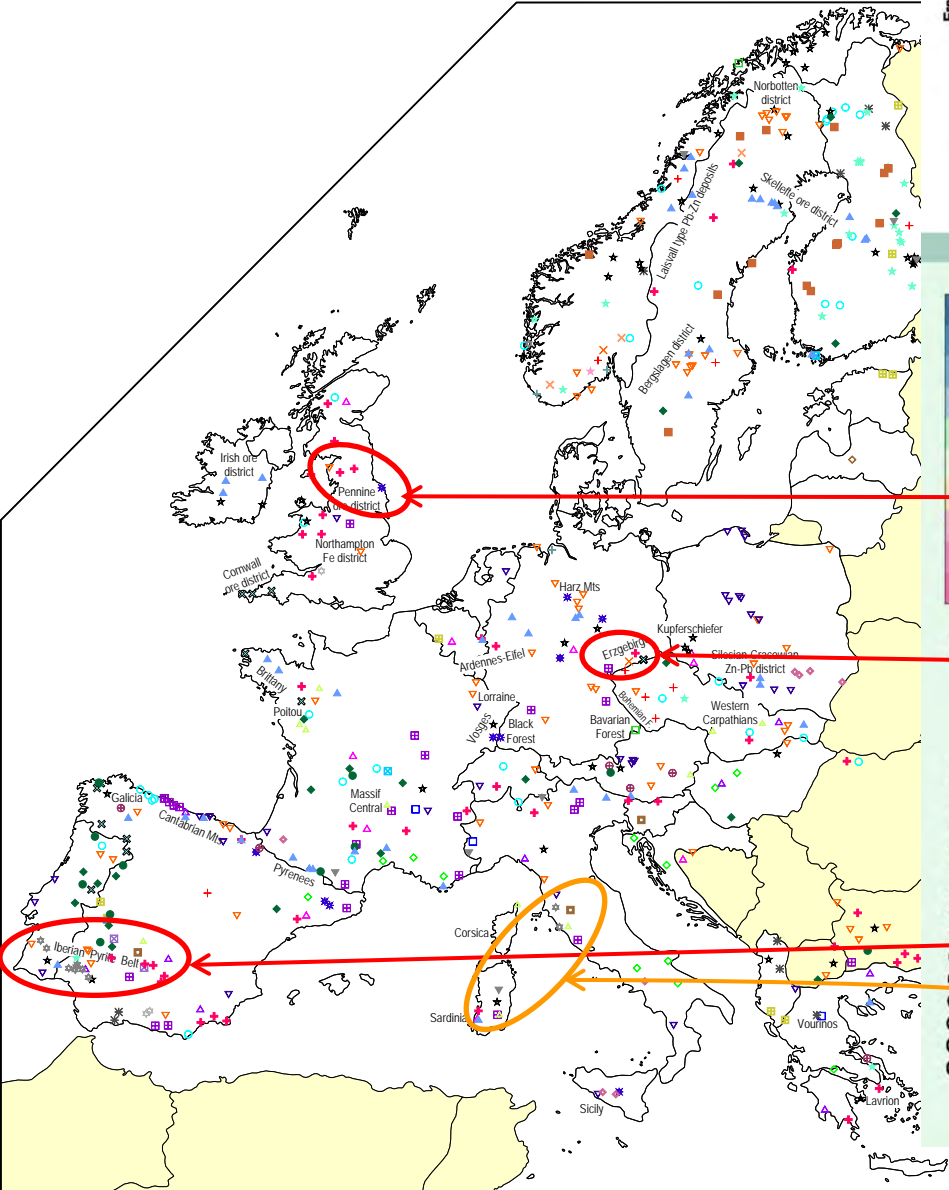 Norbotten
district
Skellefte ore district
Laisvall type Pb-Zn deposits
Bergslagen district
Irish ore
district
Pennine
ore district
Northampton
Fe district
Cornwall
ore district
Harz Mts
Kupferschiefer
Erzgebirg
Silesian-Cracowian
Zn-Pb district
Ardennes-Eifel
Brittany
Lorraine
Poitou
Vosges
Black
Forest
Bohemian F.
Bavarian
Forest
Western
Carpathians
Massif
Central
Galicia
Cantabrian Mts
Pyrenees
Corsica
Iberian Pyrit Belt
Sardinia
Vourinos
Lavrion
Sicily